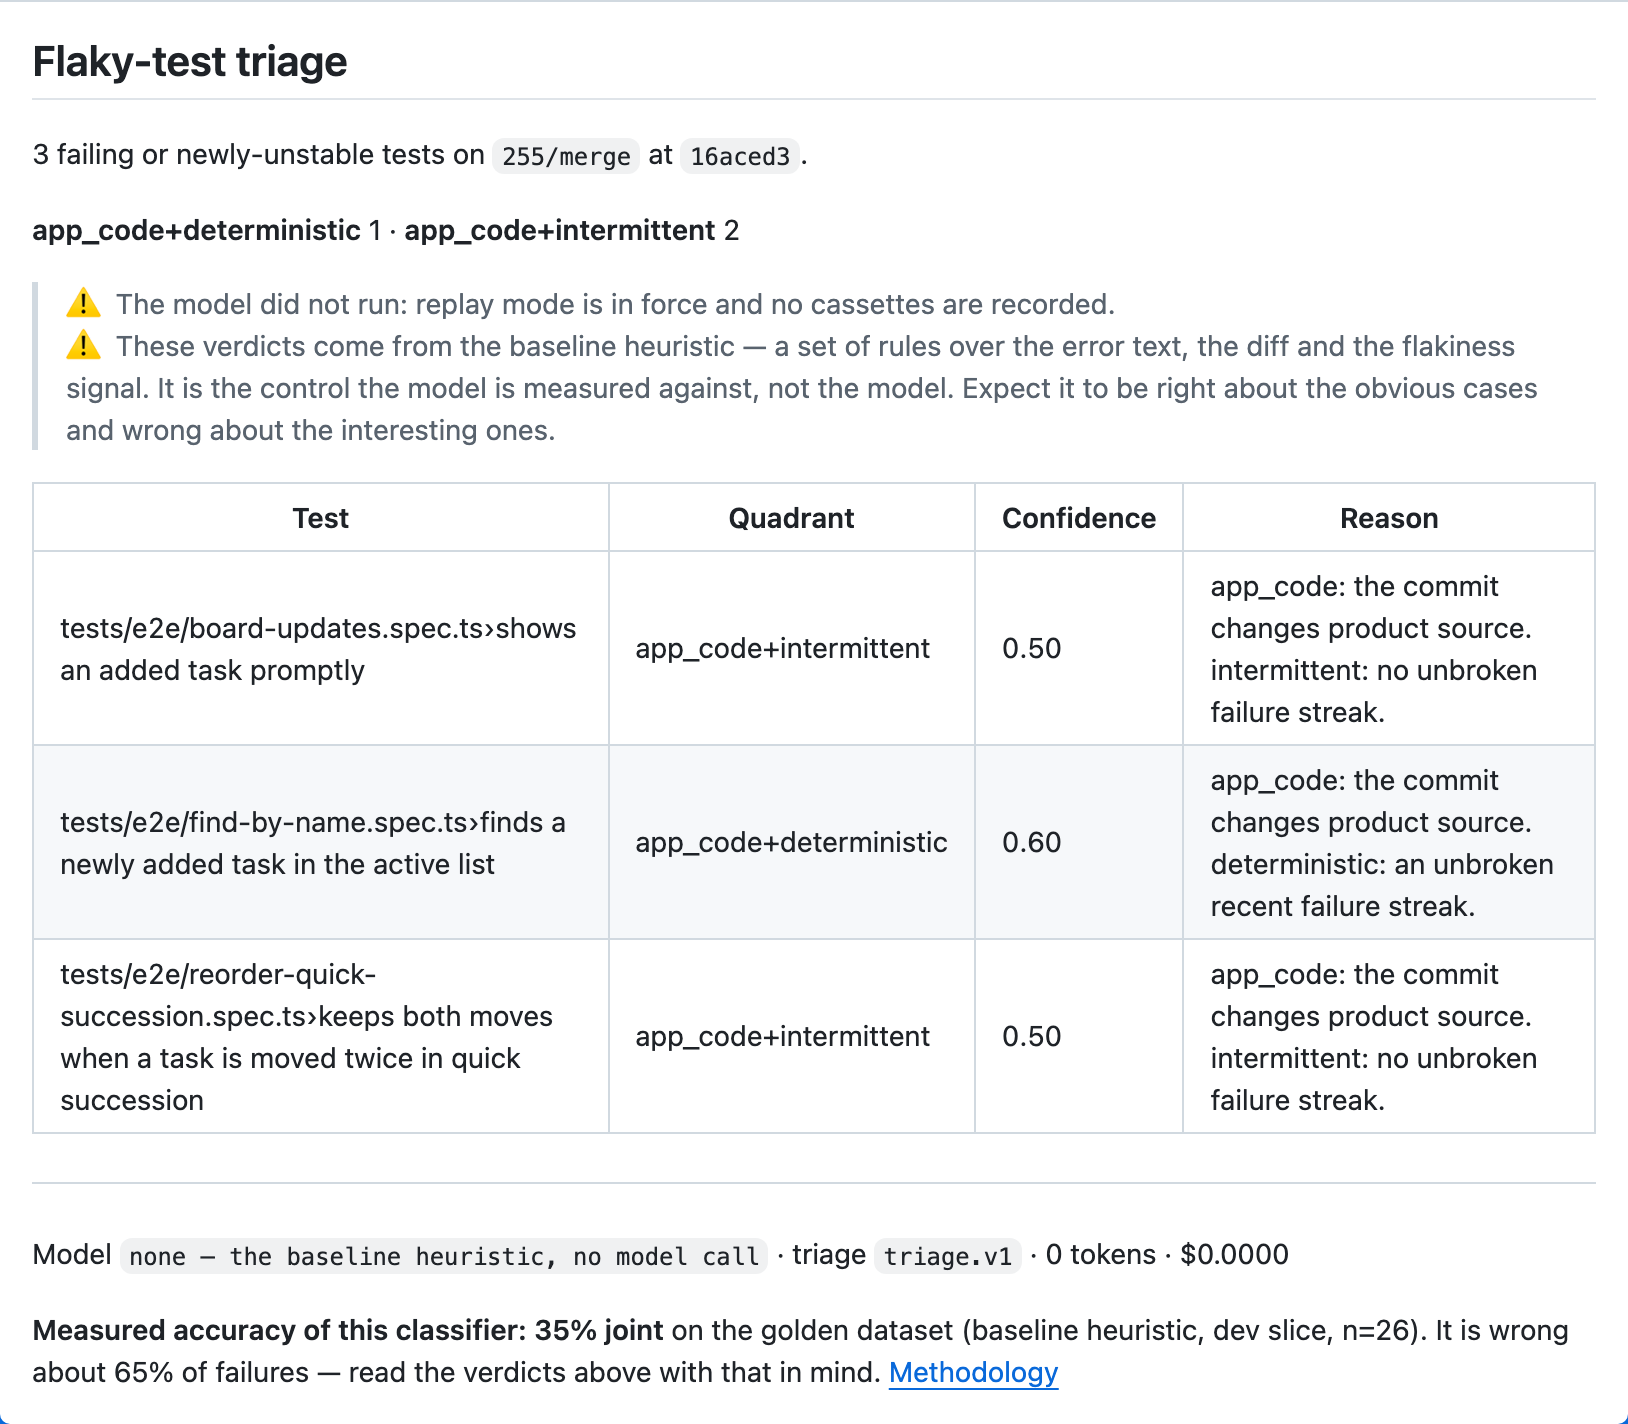 Flaky-test triage
3 failing or newly-unstable tests on 255/merge at 16aced3.
app_code+deterministic 1 · app_code+intermittent 2
⚠️ The model did not run: replay mode is in force and no cassettes are recorded.
⚠️ These verdicts come from the baseline heuristic — a set of rules over the error text, the diff and the flakiness
signal. It is the control the model is measured against, not the model. Expect it to be right about the obvious cases
and wrong about the interesting ones.
Test Quadrant Confidence Reason
tests/e2e/board-updates.spec.ts›shows
an added task promptly
app_code+intermittent
0.50
app_code: the commit
changes product source.
intermittent: no unbroken
failure streak.
tests/e2e/find-by-name.spec.ts›finds a
newly added task in the active list
app_code+deterministic
0.60
app_code: the commit
changes product source.
deterministic: an unbroken
recent failure streak.
tests/e2e/reorder-quick-
succession.spec.ts›keeps both moves
when a task is moved twice in quick
succession
app_code+intermittent
0.50
app_code: the commit
changes product source.
intermittent: no unbroken
failure streak.
Model none — the baseline heuristic, no model call · triage triage.v1 · 0 tokens · $0.0000
Measured accuracy of this classifier: 35% joint on the golden dataset (baseline heuristic, dev slice, n=26). It is wrong
about 65% of failures — read the verdicts above with that in mind. Methodology